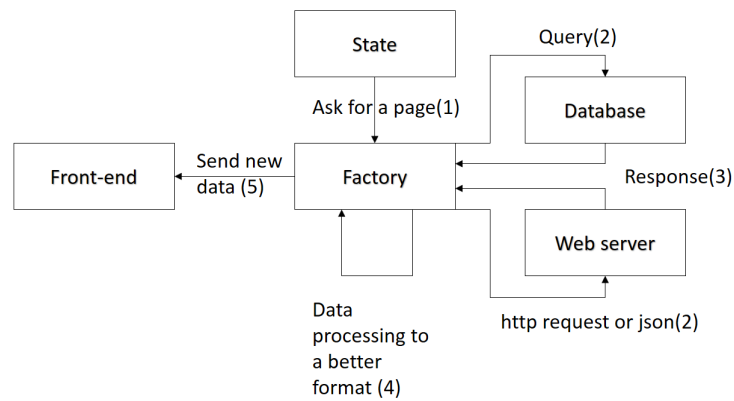 State
Query(2)
Ask for a page(1)
Database
Front-end
Send new
data (5)
Factory
Response(3)
Web server
Data
processing to
a better
format (4)
http request or json(2)